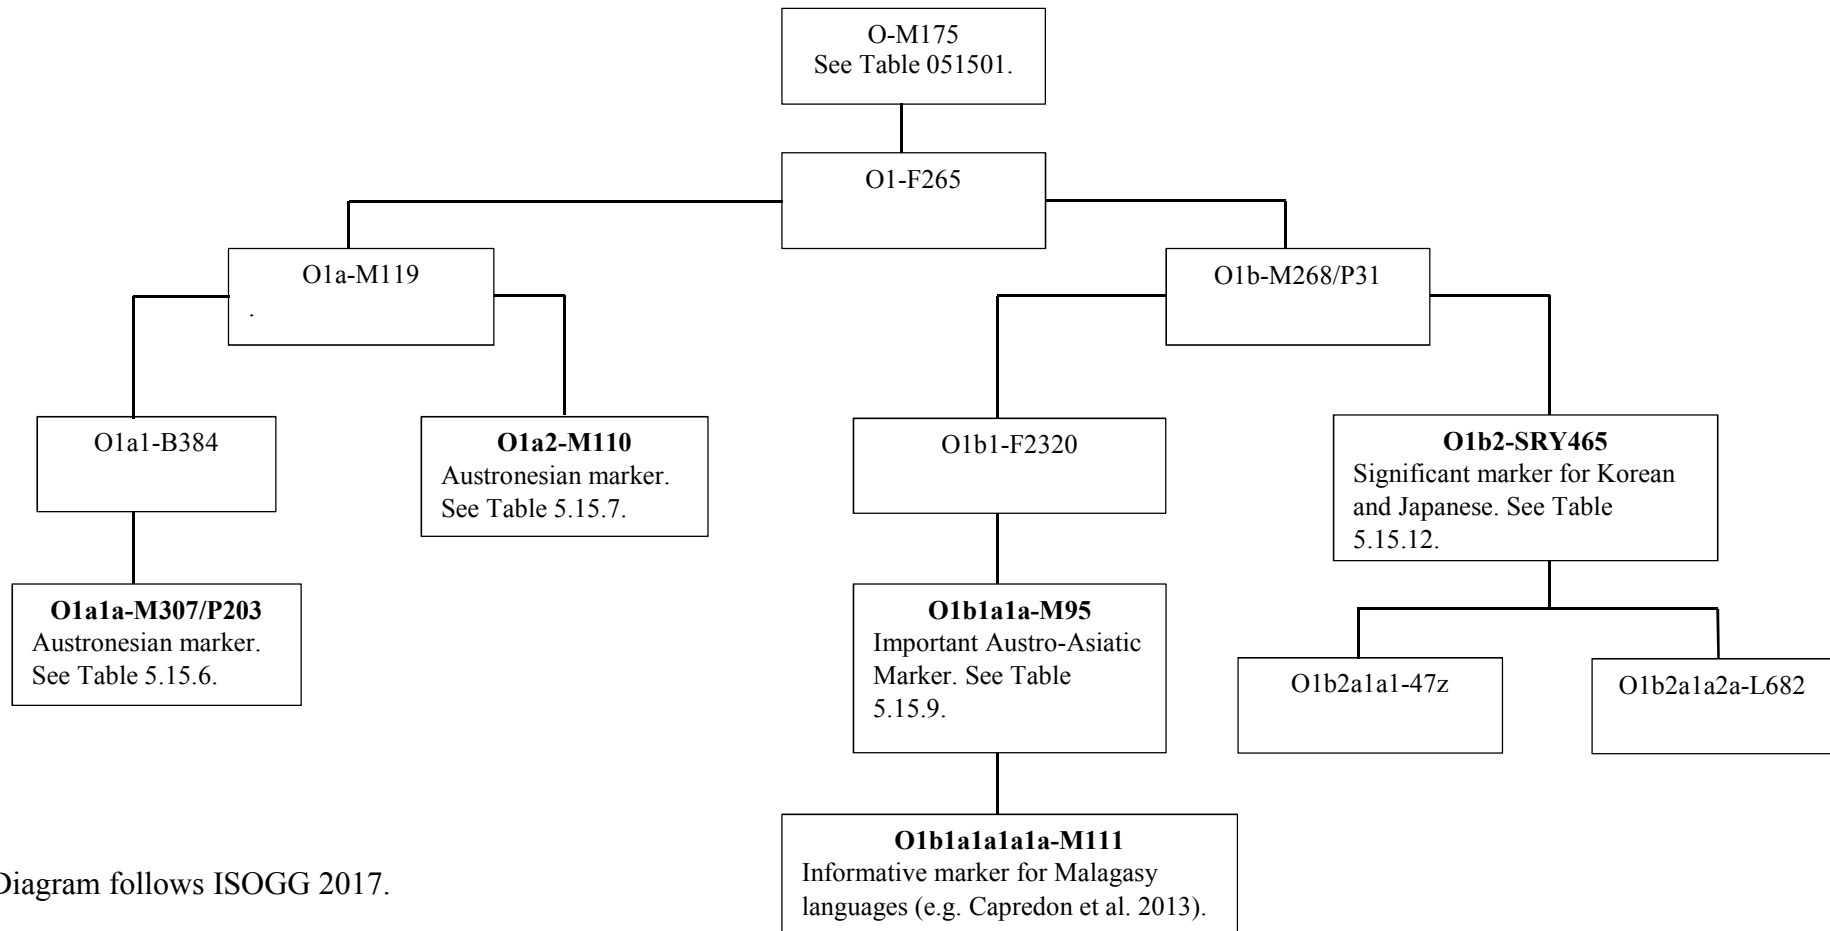 O-M175
See Table 051501.
O1-F265
O1a-M119
.
O1b-M268/P31
O1a1-B384
O1a2-M110
Austronesian marker.
See Table 5.15.7.
O1b1-F2320
O1b2-SRY465
Significant marker for Korean
and Japanese. See Table
5.15.12.
O1a1a-M307/P203
Austronesian marker.
See Table 5.15.6.
O1b1a1a-M95
Important Austro-Asiatic
Marker. See Table
5.15.9.
O1b2a1a1-47z
O1b2a1a2a-L682
O1b1a1a1a1a-M111
Informative marker for Malagasy
languages (e.g. Capredon et al. 2013).
Diagram follows ISOGG 2017.